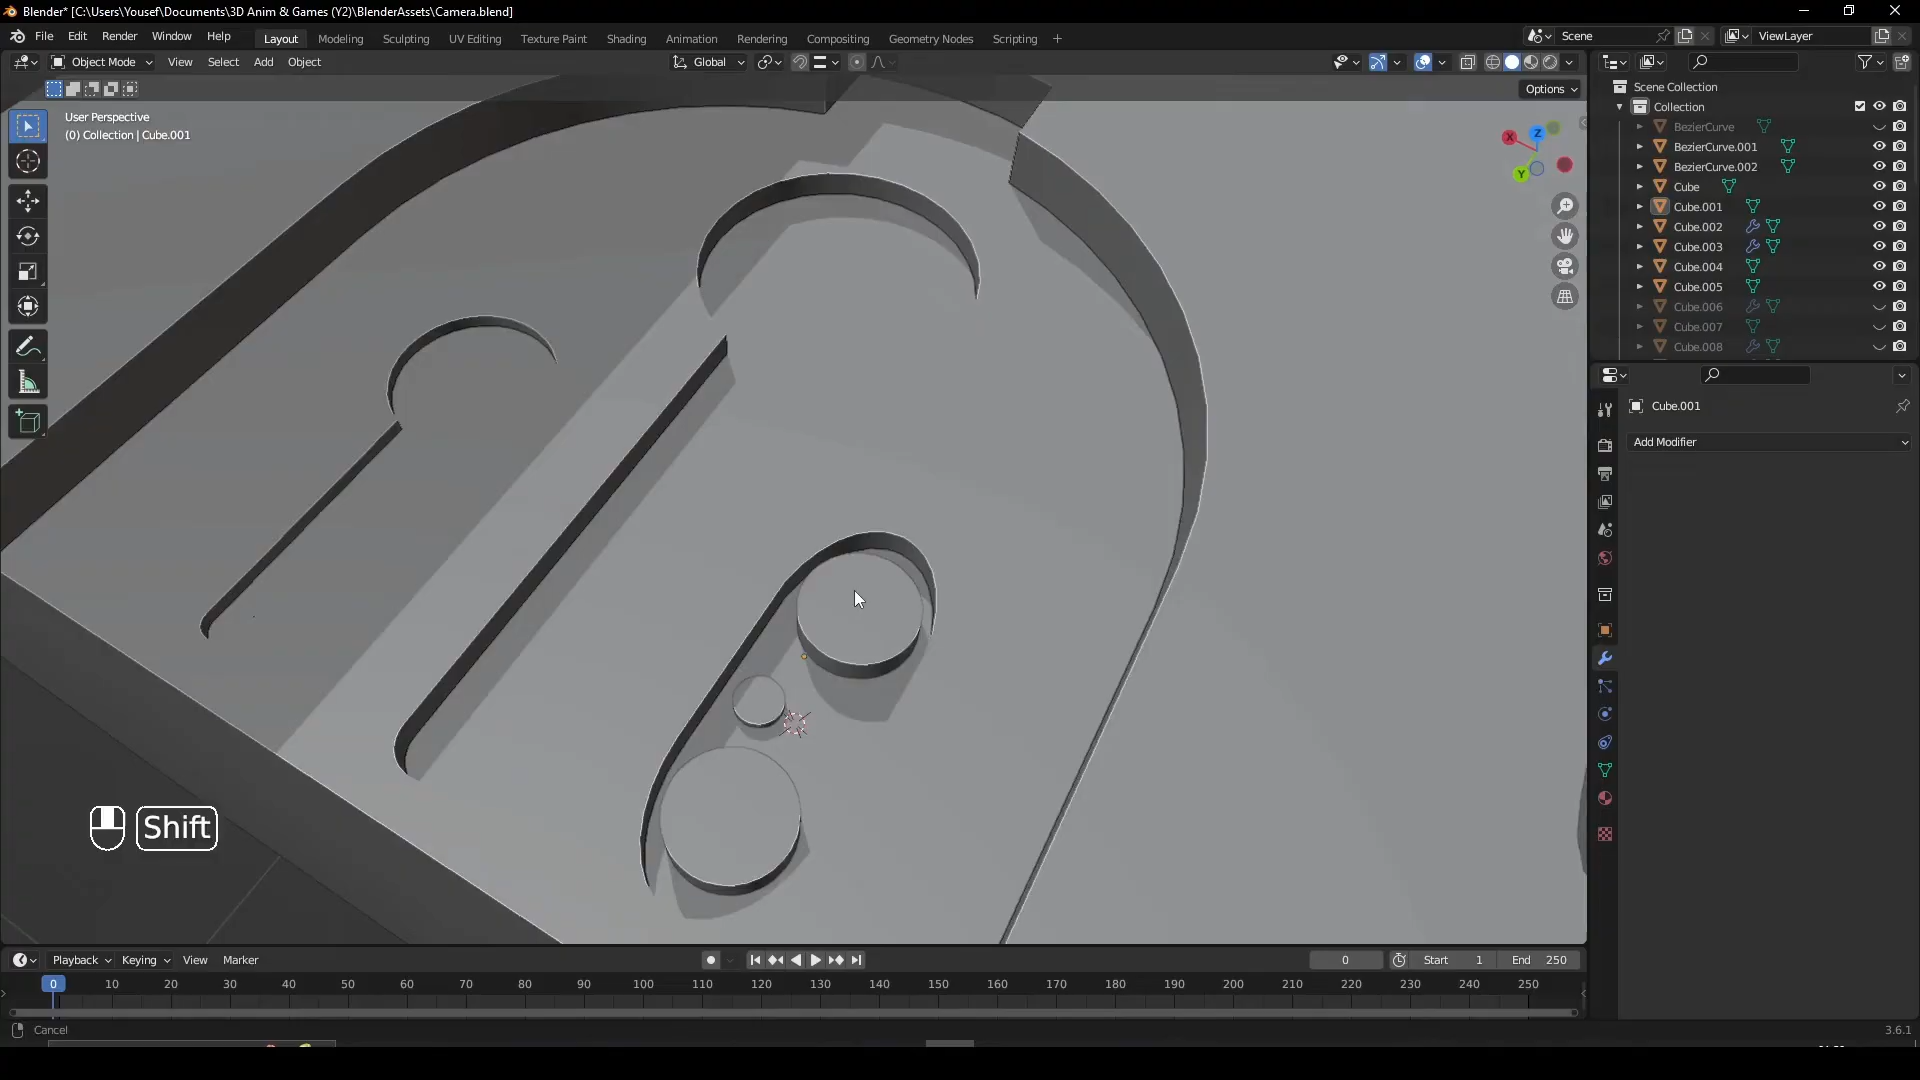 Blender* [C:\Users\Yousef\Documents\3D Anim & Games (Y2)\BlenderAssets\Camera.blend]
File Edit Render Window Help Layout Modeling Sculpting UV Editing Texture Paint Shading Animation Rendering Compositing Geometry Nodes Scripting + Scene ViewLayer
Object Mode View Select Add Object Global
Options
User Perspective
(0) Collection | Cube.001
X Z Y
Scene Collection
Collection
BezierCurve
BezierCurve.001
BezierCurve.002
Cube
Cube.001
Cube.002
Cube.003
Cube.004
Cube.005
Cube.006
Cube.007
Cube.008
Cube.001
Add Modifier
Shift
Playback Keying View Marker 0 Start 1 End 250
0 10 20 30 40 50 60 70 80 90 100 110 120 130 140 150 160 170 180 190 200 210 220 230 240 250
Cancel 3.6.1